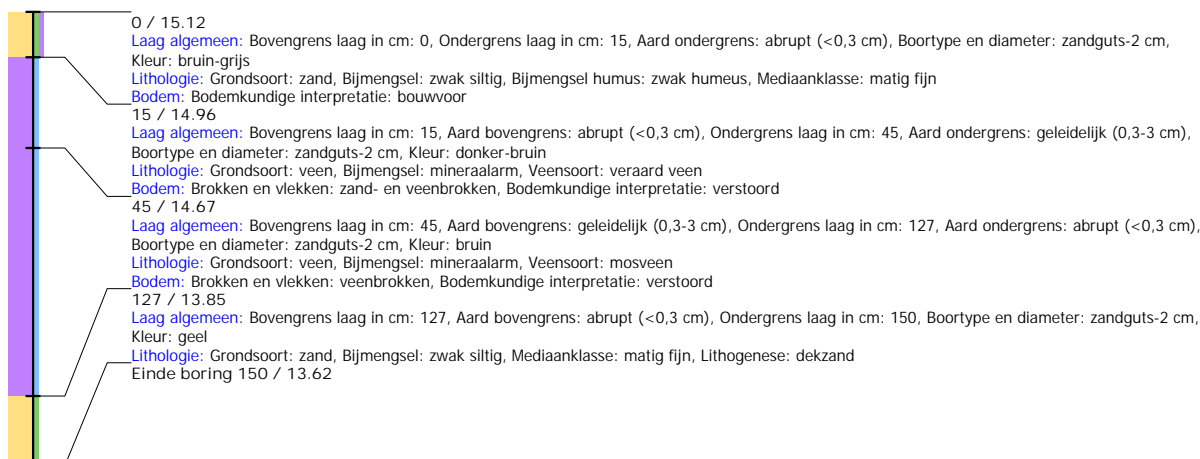 0 / 15.12
Laag algemeen: Bovengrens laag in cm: 0, Ondergrens laag in cm: 15, Aard ondergrens: abrupt (<0,3 cm), Boortype en diameter: zandguts-2 cm,
Kleur: bruin-grijs
Lithologie: Grondsoort: zand, Bijmengsel: zwak siltig, Bijmengsel humus: zwak humeus, Mediaanklasse: matig fijn
Bodem: Bodemkundige interpretatie: bouwvoor
15 / 14.96
Laag algemeen: Bovengrens laag in cm: 15, Aard bovengrens: abrupt (<0,3 cm), Ondergrens laag in cm: 45, Aard ondergrens: geleidelijk (0,3-3 cm),
Boortype en diameter: zandguts-2 cm, Kleur: donker-bruin
Lithologie: Grondsoort: veen, Bijmengsel: mineraalarm, Veensoort: veraard veen
Bodem: Brokken en vlekken: zand- en veenbrokken, Bodemkundige interpretatie: verstoord
45 / 14.67
Laag algemeen: Bovengrens laag in cm: 45, Aard bovengrens: geleidelijk (0,3-3 cm), Ondergrens laag in cm: 127, Aard ondergrens: abrupt (<0,3 cm),
Boortype en diameter: zandguts-2 cm, Kleur: bruin
Lithologie: Grondsoort: veen, Bijmengsel: mineraalarm, Veensoort: mosveen
Bodem: Brokken en vlekken: veenbrokken, Bodemkundige interpretatie: verstoord
127 / 13.85
Laag algemeen: Bovengrens laag in cm: 127, Aard bovengrens: abrupt (<0,3 cm), Ondergrens laag in cm: 150, Boortype en diameter: zandguts-2 cm,
Kleur: geel
Lithologie: Grondsoort: zand, Bijmengsel: zwak siltig, Mediaanklasse: matig fijn, Lithogenese: dekzand
Einde boring 150 / 13.62